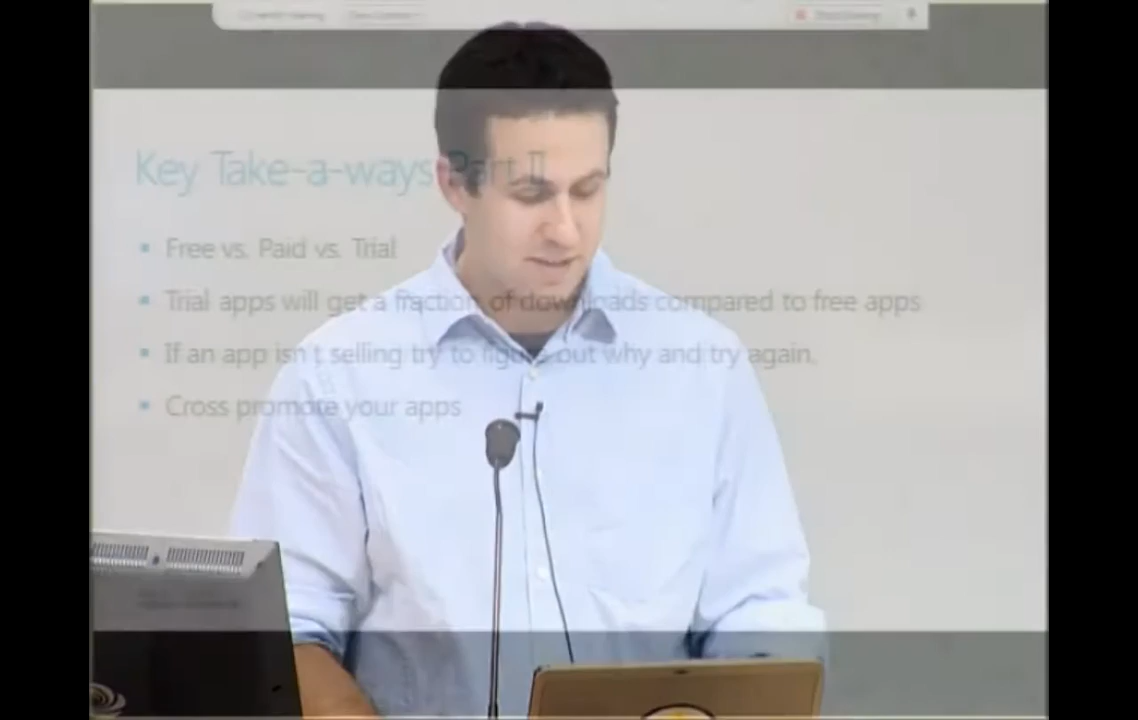 Key Take-a-ways Part II
Free vs. Paid vs. Trial
Trial apps will get a fraction of downloads compared to free apps
If an app isn't selling try to figure out why and try again.
Cross promote your apps